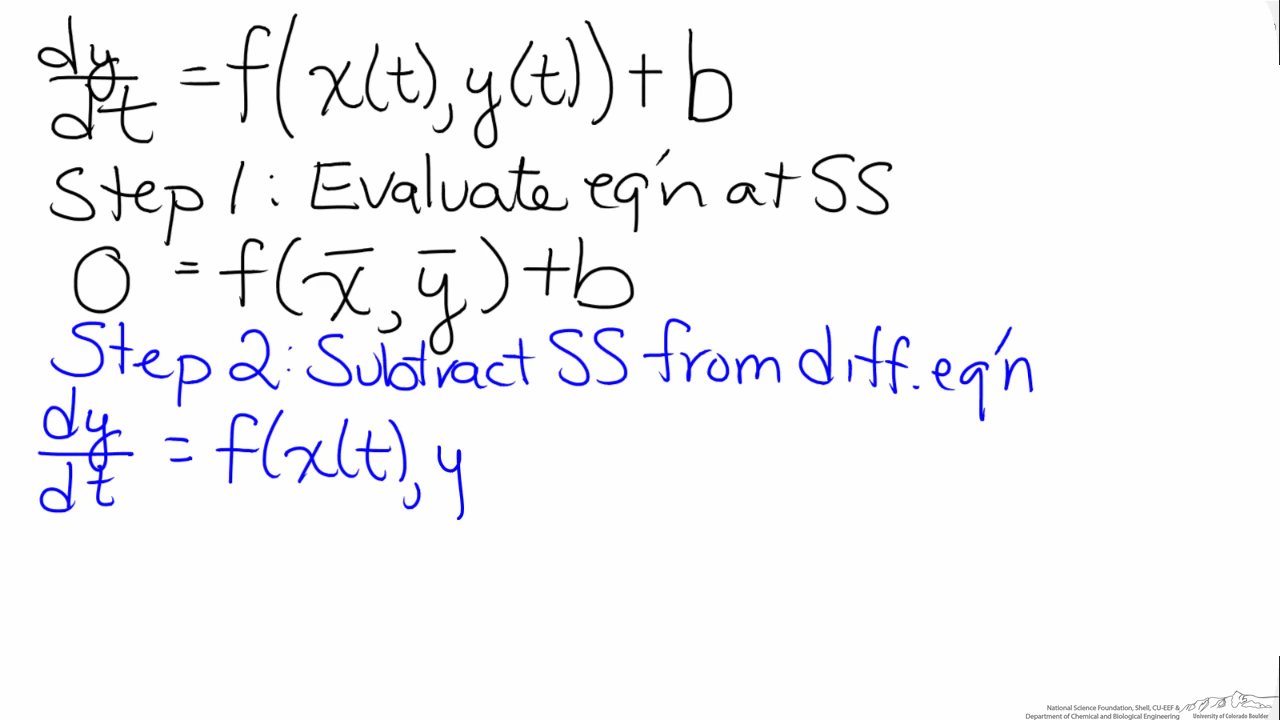 dy/dt = f(x(t), y(t)) + b
Step 1: Evaluate eq'n at SS
0 = f(x̄, ȳ) + b
Step 2: Subtract SS from diff. eq'n
dy/dt = f(x(t), y
National Science Foundation, Shell, CU-EEF &
Department of Chemical and Biological Engineering
University of Colorado Boulder